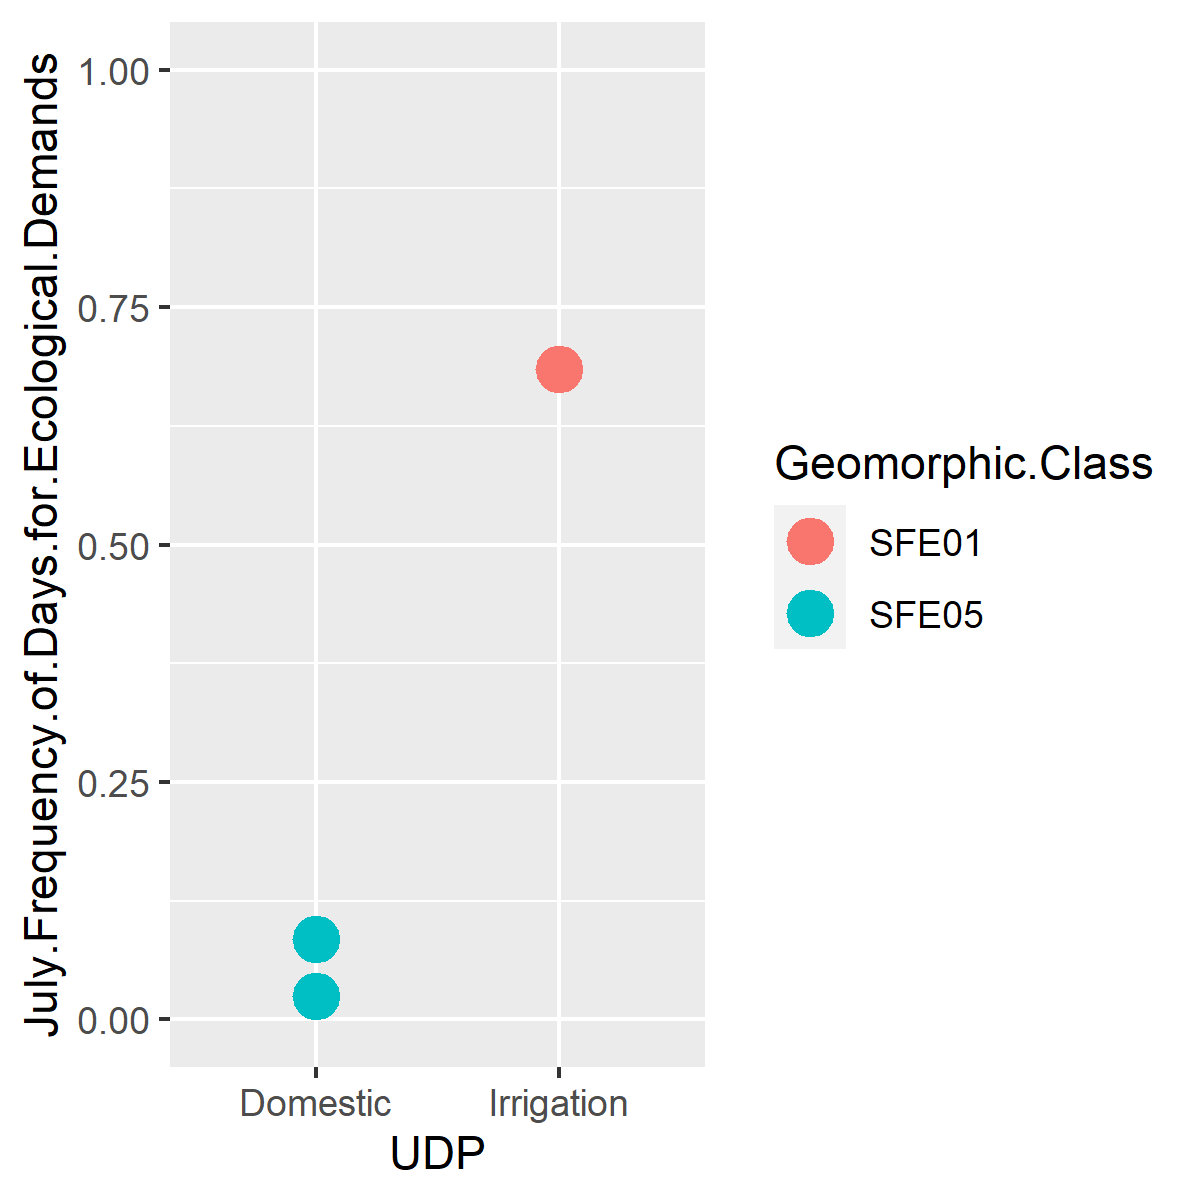 July.Frequency.of.Days.for.Ecological.Demands
1.00
0.75
0.50
0.25
0.00
Domestic
Irrigation
UDP
Geomorphic.Class
SFE01
SFE05